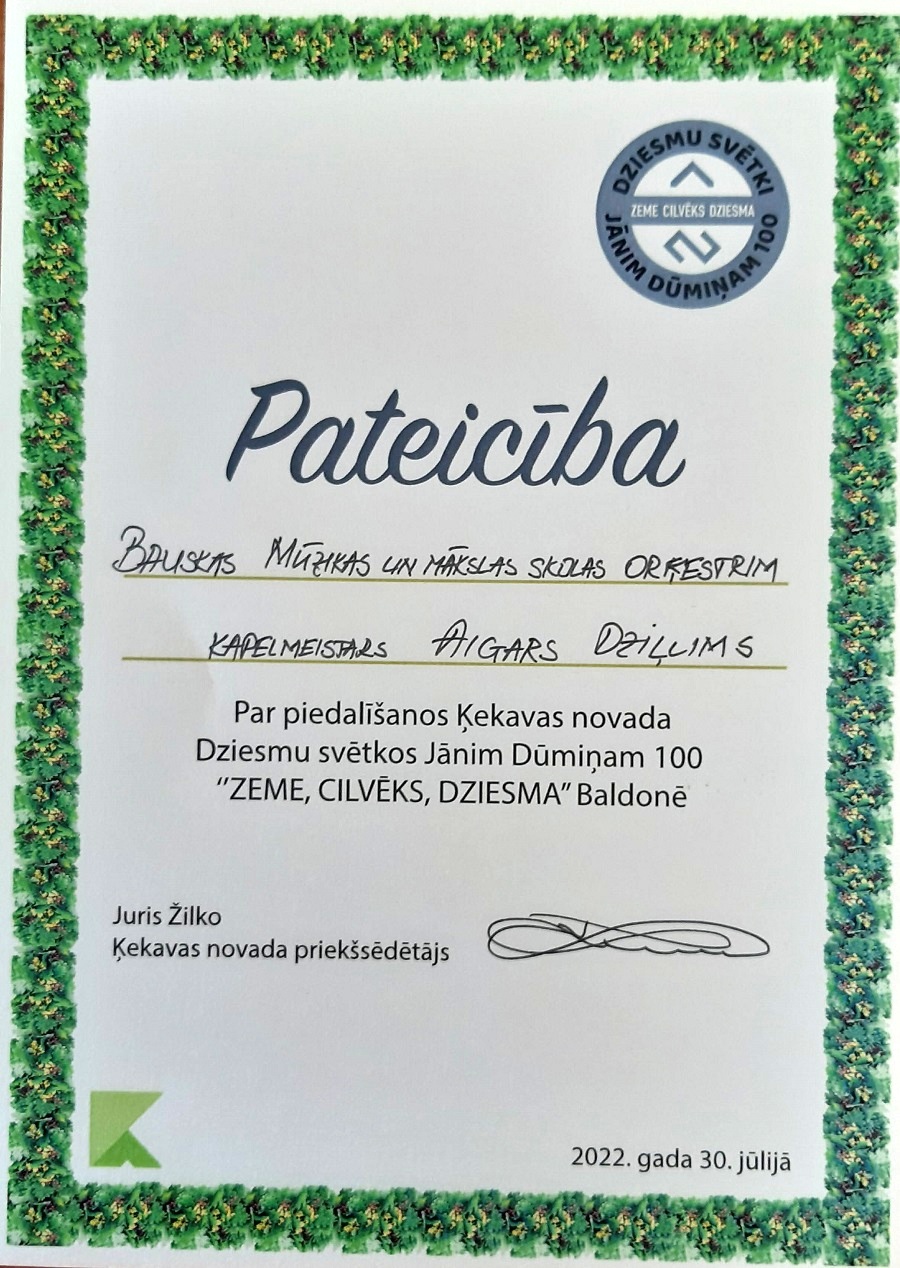 DZIESMU SVĒTKI
ZEME CILVĒKS DZIESMA
JĀNIM DŪMIŅAM 100
Pateicība
BAUSKAS MŪZIKAS UN MĀKSLAS SKOLAS ORĶESTRIM
KAPELMEISTARS AIGARS DZIĻUMS
Par piedalīšanos Ķekavas novada
Dziesmu svētkos Jānim Dūmiņam 100
‘’ZEME, CILVĒKS, DZIESMA” Baldonē
Juris Žilko
Ķekavas novada priekšsēdētājs
2022. gada 30. jūlijā